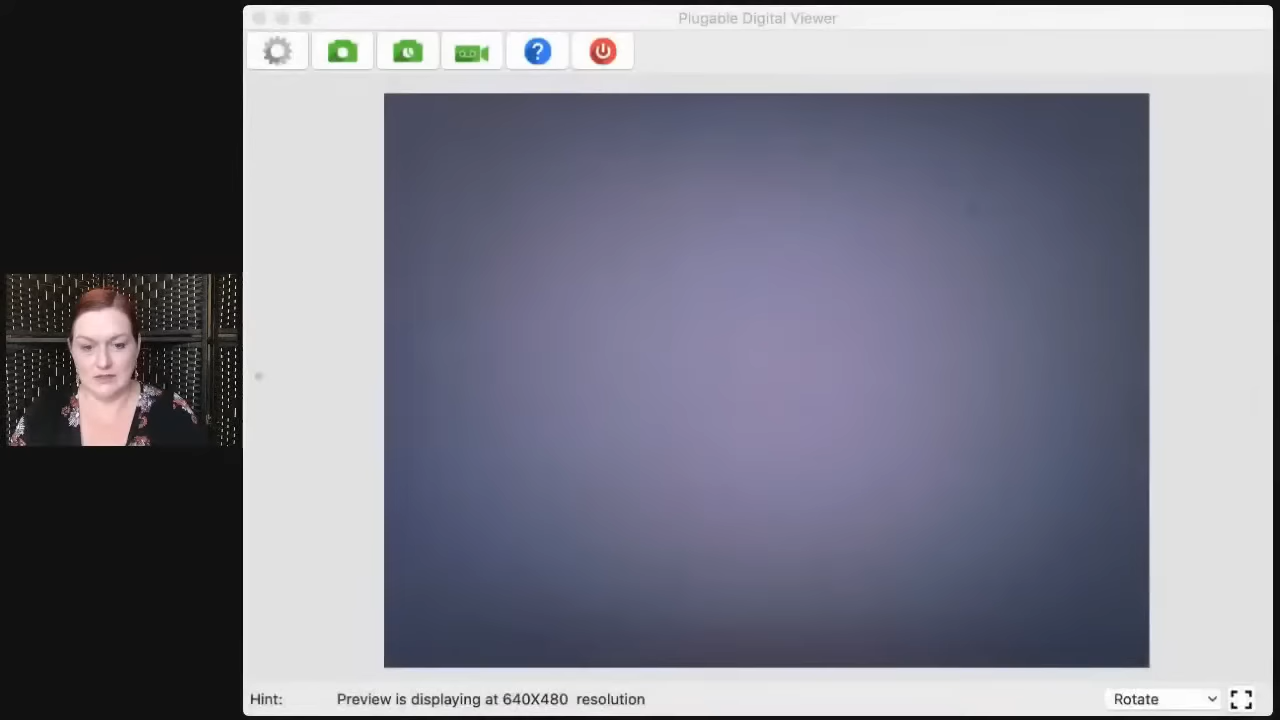 Plugable Digital Viewer
Hint: Preview is displaying at 640X480 resolution
Rotate